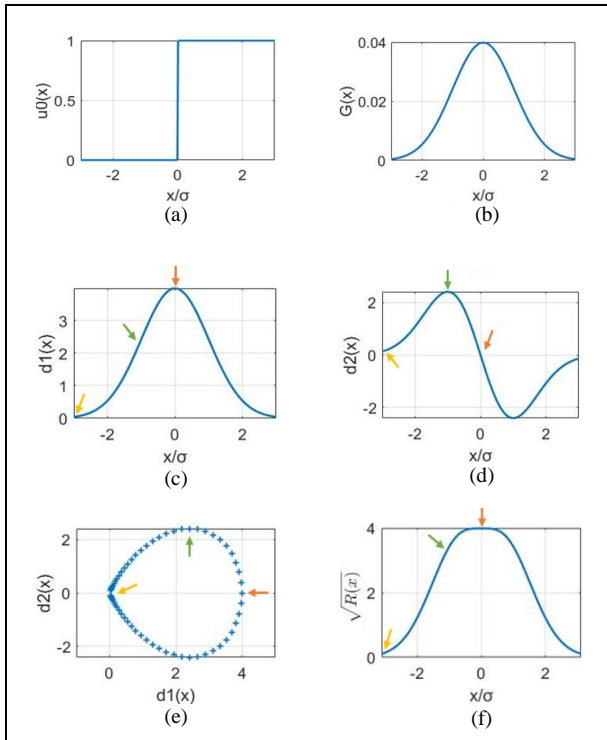 1
0.5
0
u0(x)
-2 0 2
x/σ
(a)
0.04
0.02
0
G(x)
-2 0 2
x/σ
(b)
3
2
1
0
d1(x)
-2 0 2
x/σ
(c)
2
0
-2
d2(x)
-2 0 2
x/σ
(d)
2
0
-2
d2(x)
0 2 4
d1(x)
(e)
4
2
0
√R(x)
-2 0 2
x/σ
(f)